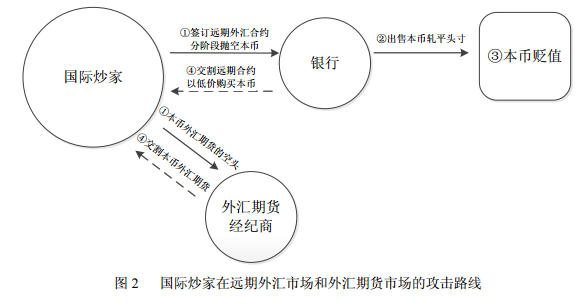 ①签订远期外汇合约
分阶段抛空本币
②出售本币轧平头寸
国际炒家
银行
③本币贬值
④交割远期合约
以低价购买本币
①本币外汇期货的空头
④交割本币外汇期货
外汇期货
经纪商
图 2 国际炒家在远期外汇市场和外汇期货市场的攻击路线